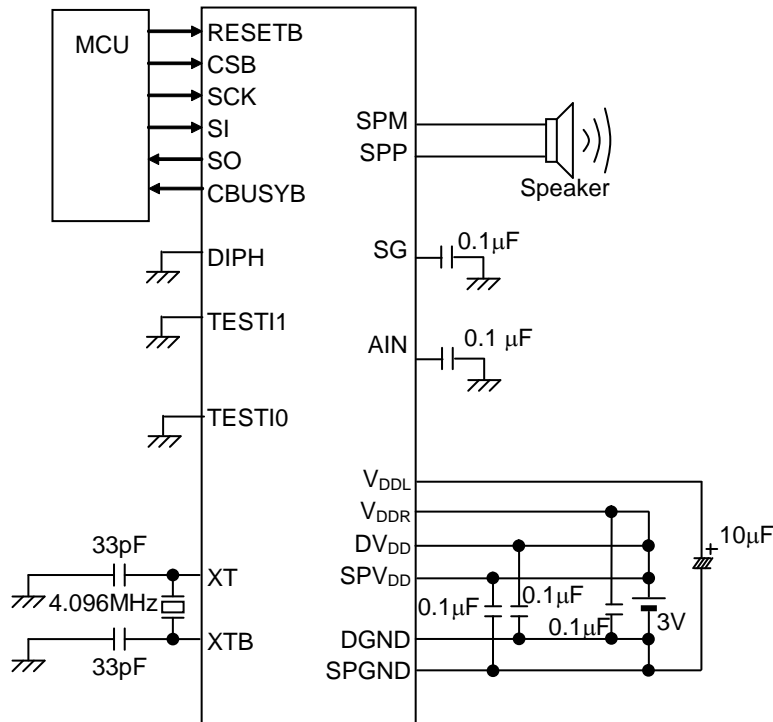 MCU
RESETB
CSB
SCK
SI
SO
CBUSYB
DIPH
TESTI1
TESTI0
XT
XTB
33pF
4.096MHz
33pF
SPM
SPP
Speaker
SG
0.1μF
AIN
0.1 μF
VDDL
VDDR
DVDD
SPVDD
DGND
SPGND
0.1μF
0.1μF
0.1μF
3V
+
10μF